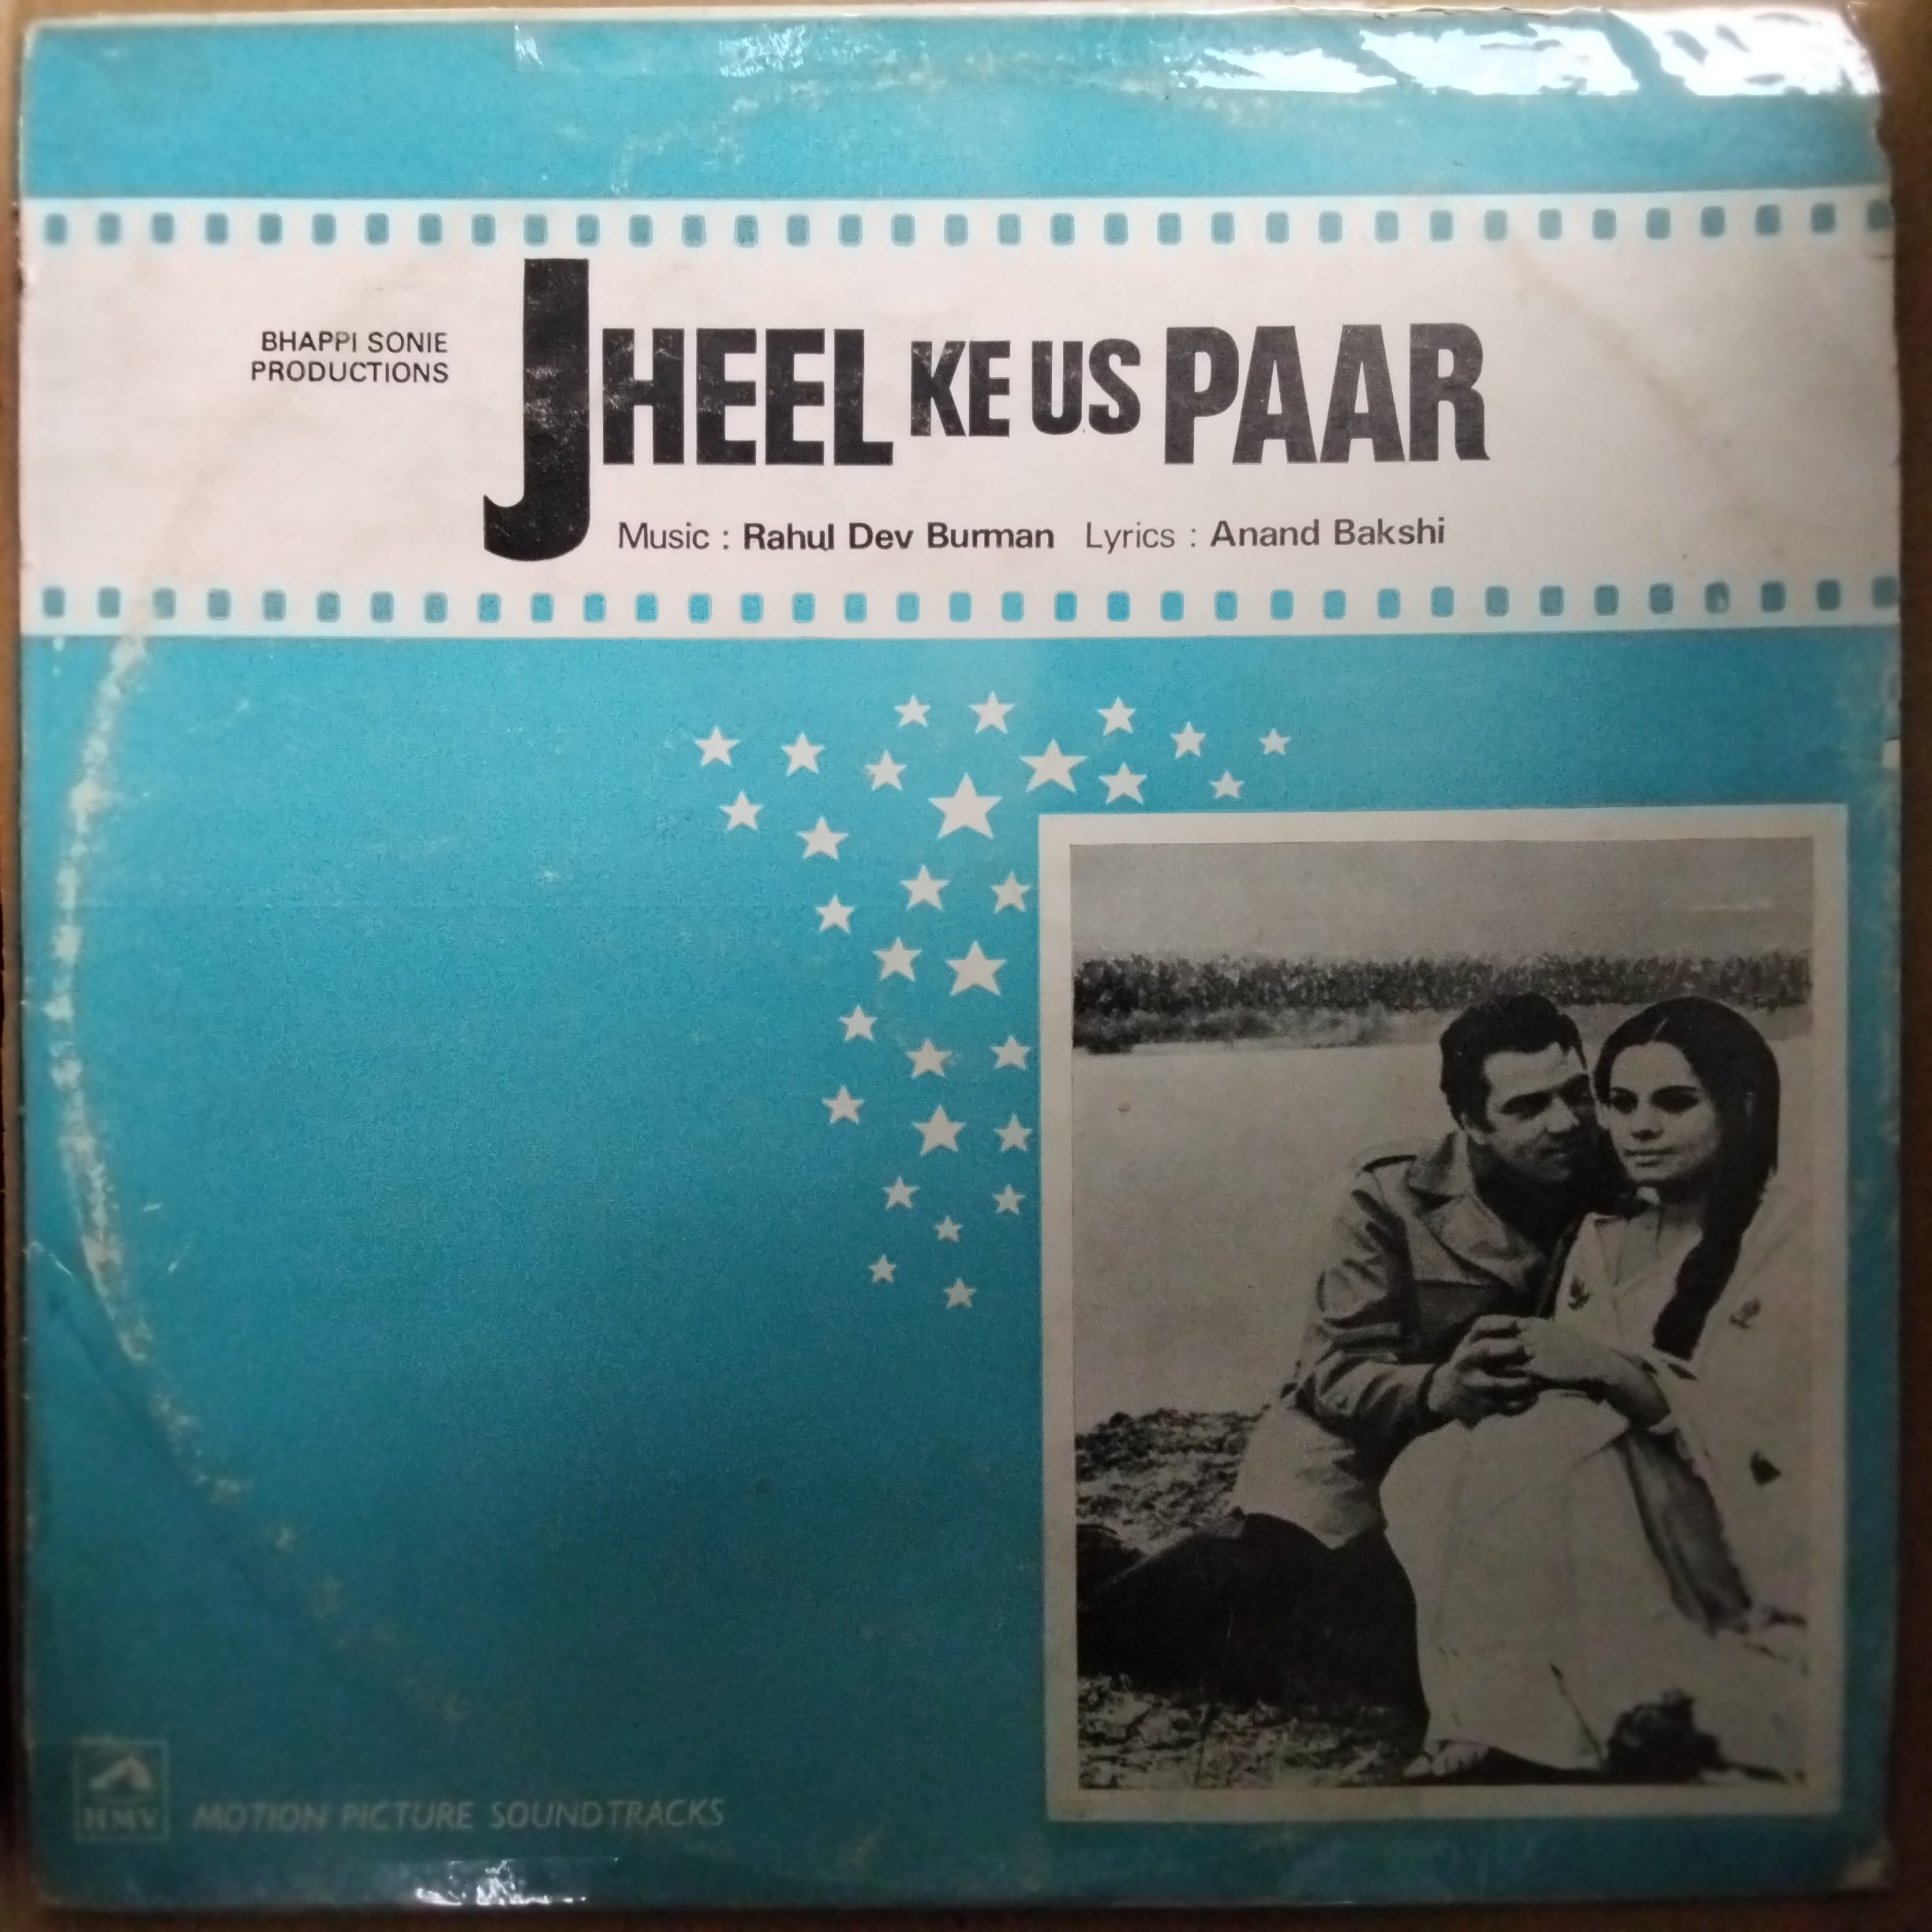 BHAPPI SONIE
PRODUCTIONS
JHEEL KE US PAAR
Music : Rahul Dev Burman Lyrics : Anand Bakshi
HMV
MOTION PICTURE SOUNDTRACKS